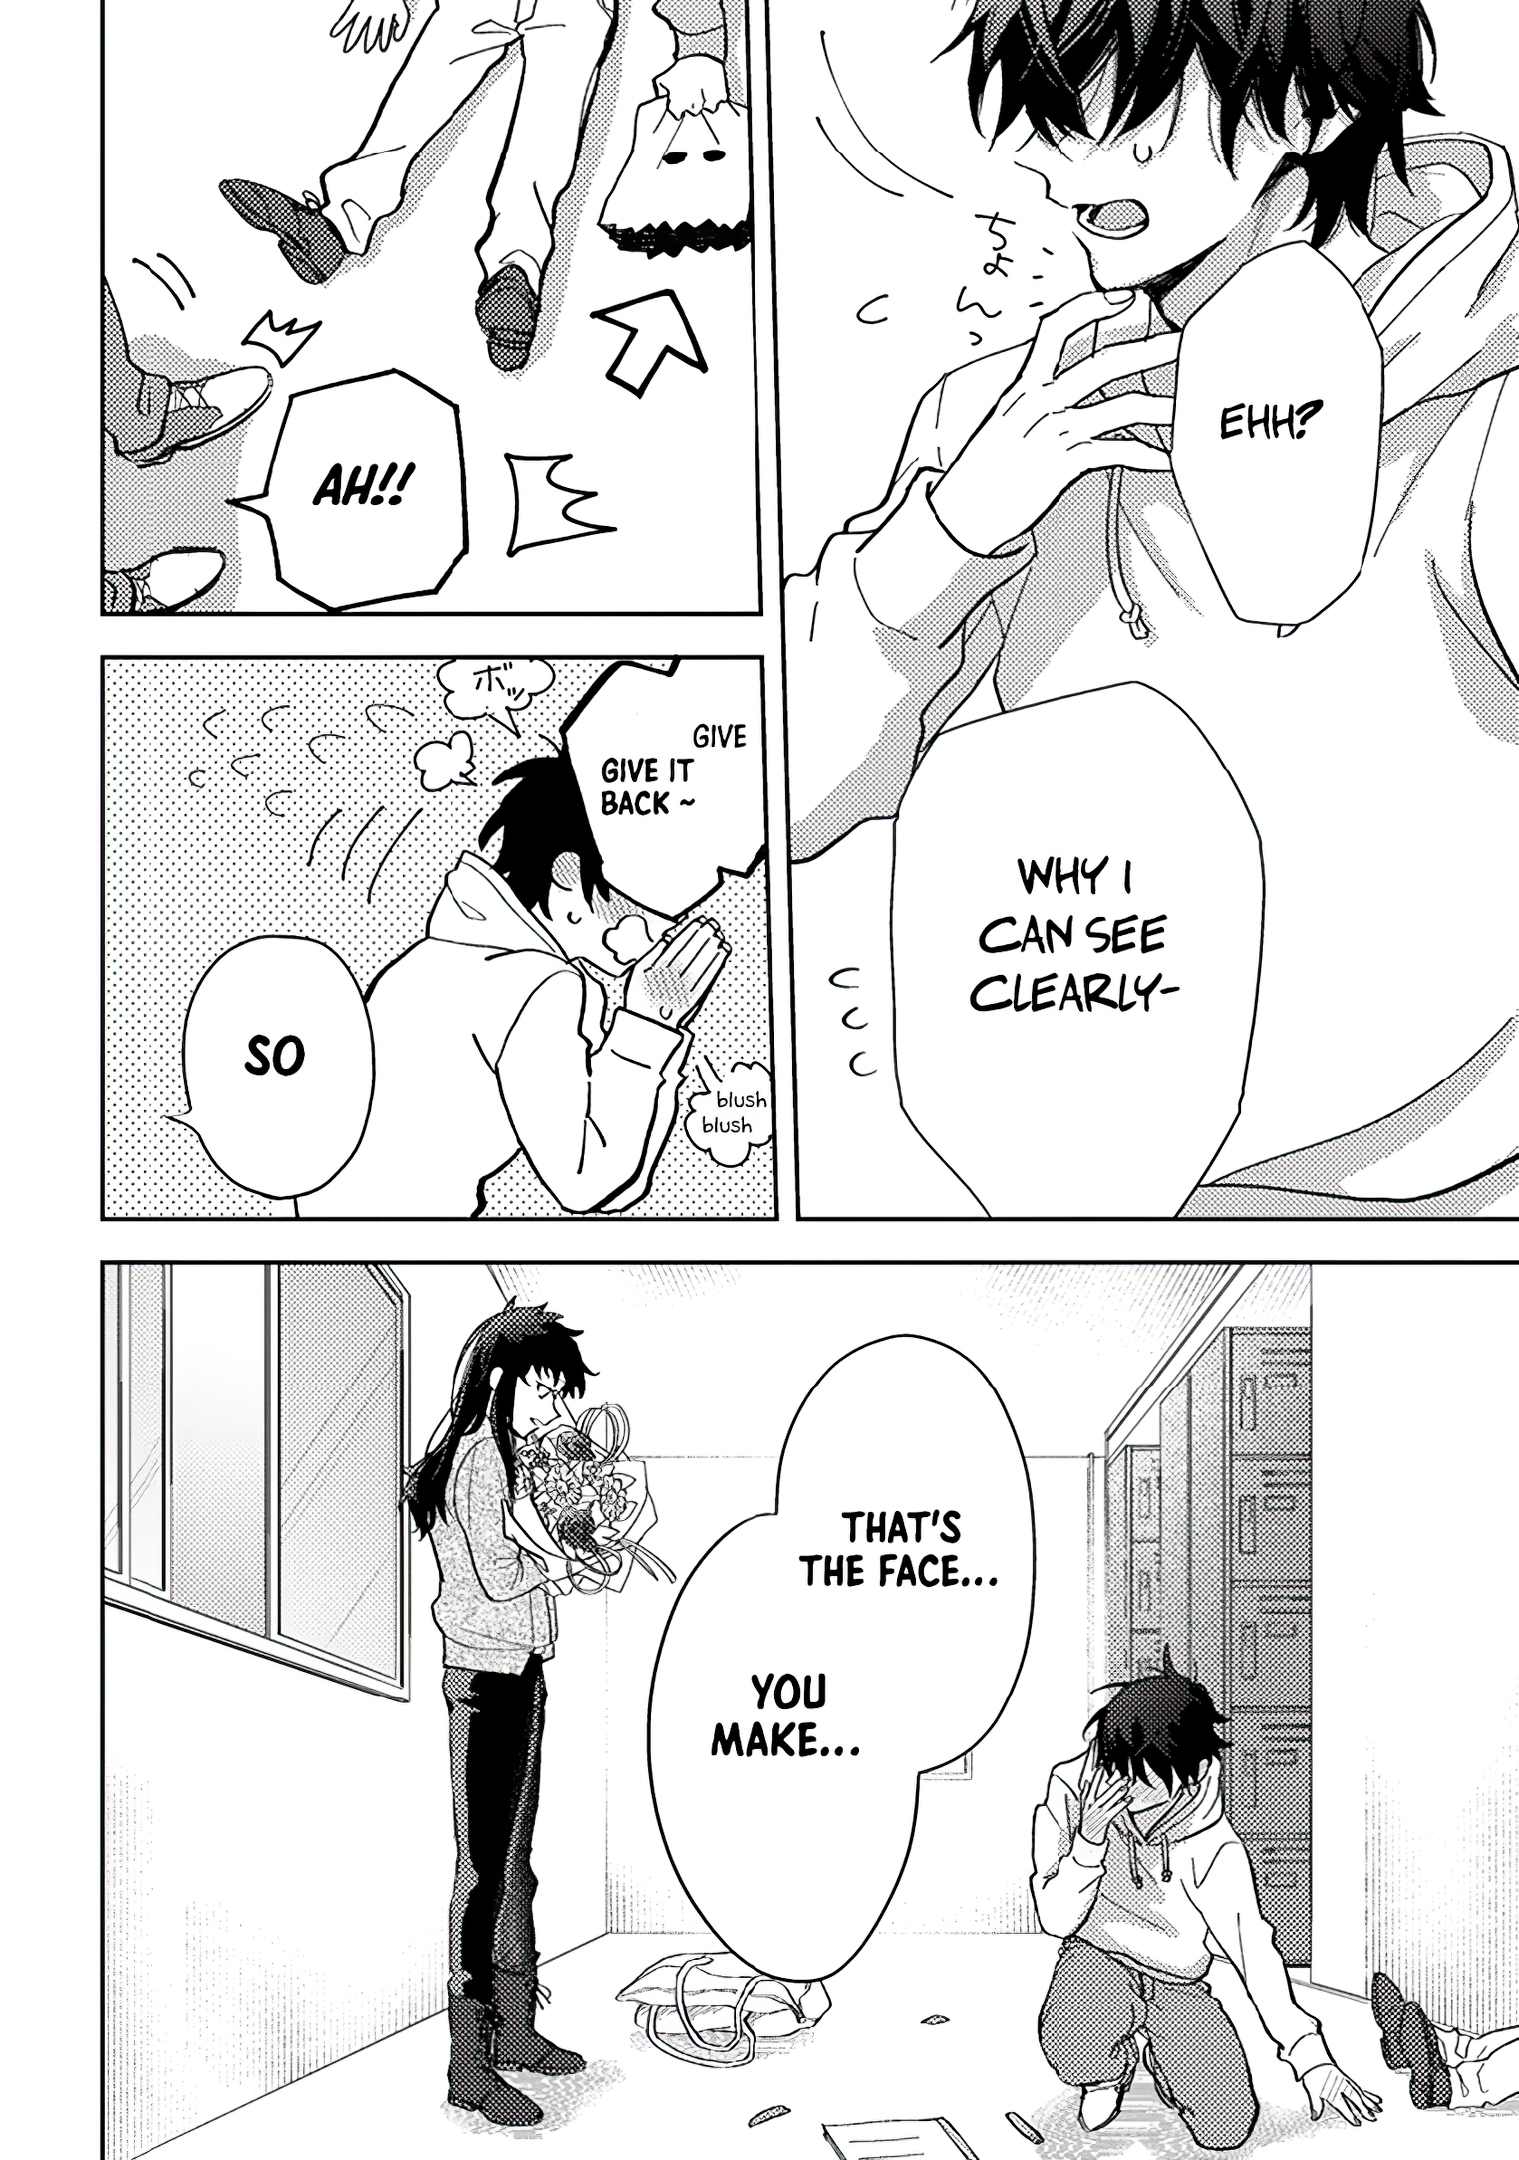 ちょんっ
EHH?
WHY I
CAN SEE
CLEARLY-
AH!!
ボッ
GIVE
GIVE IT
BACK ~
blush
blush
SO
THAT'S
THE FACE...
YOU
MAKE...